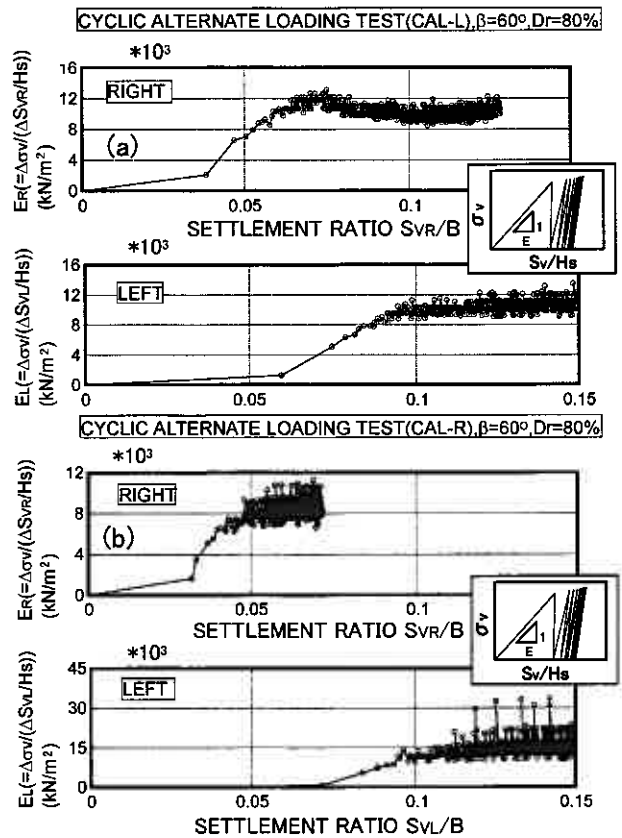 CYCLIC ALTERNATE LOADING TEST(CAL-L),β=60º,Dr=80%
*10³
16
12
8
4
0
RIGHT
(a)
ER(=Δσv/(ΔSVR/Hs))
(kN/m²)
0 0.05 0.1 0.15
SETTLEMENT RATIO SVR/B
σv
E 1
Sv/Hs
*10³
16
12
8
4
0
LEFT
EL(=Δσv/(ΔSVL/Hs))
(kN/m²)
0 0.05 0.1 0.15
CYCLIC ALTERNATE LOADING TEST(CAL-R),β=60º,Dr=80%
*10³
12
8
4
0
RIGHT
(b)
ER(=Δσv/(ΔSVR/Hs))
(kN/m²)
0 0.05 0.1
SETTLEMENT RATIO SVR/B
σv
E 1
Sv/Hs
*10³
45
30
15
0
LEFT
EL(=Δσv/(ΔSVL/Hs))
(kN/m²)
0 0.05 0.1 0.15
SETTLEMENT RATIO SVL/B